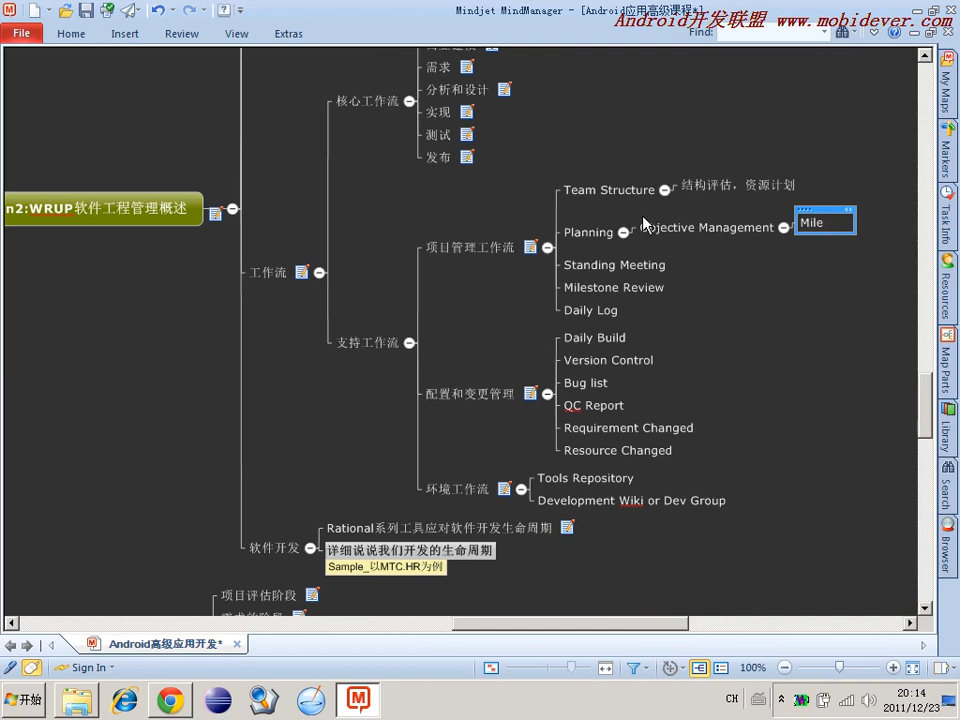 Mindjet MindManager - [Android应用高级课程*]
Android开发联盟 www.mobidever.com
File Home Insert Review View Extras Find:
需求
核心工作流
分析和设计
实现
测试
发布
Team Structure 结构评估，资源计划
n2:WRUP软件工程管理概述
Planning jective Management Mile
项目管理工作流
工作流
Standing Meeting
Milestone Review
Daily Log
支持工作流
Daily Build
Version Control
Bug list
配置和变更管理
QC Report
Requirement Changed
Resource Changed
环境工作流
Tools Repository
Development Wiki or Dev Group
Rational系列工具应对软件开发生命周期
软件开发
详细说说我们开发的生命周期
Sample_以MTC.HR为例
项目评估阶段
My Maps
Markers
Task Info
Resources
Map Parts
Library
Search
Browser
Android高级应用开发*
Sign In 100%
开始 CH 20:14
2011/12/23